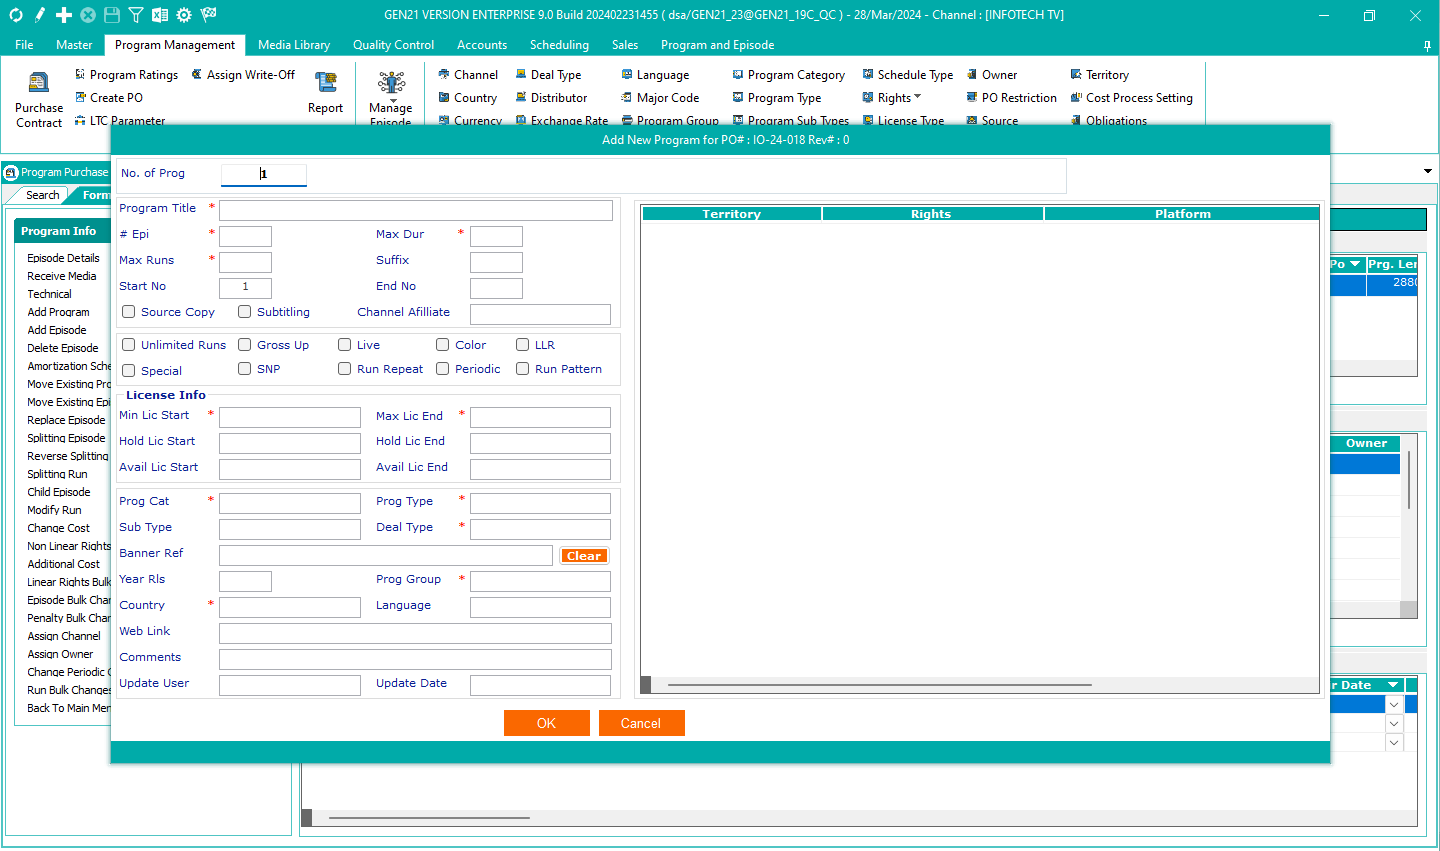 GEN21 VERSION ENTERPRISE 9.0 Build 202402231455 ( dsa/GEN21_23@GEN21_19C_QC ) - 28/Mar/2024 - Channel : [INFOTECH TV]
File Master Program Management Media Library Quality Control Accounts Scheduling Sales Program and Episode
Program Ratings Assign Write-Off Channel Deal Type Language Program Category Schedule Type Owner Territory
Purchase Contract Create PO Report Manage Episode Country Distributor Major Code Program Type Rights PO Restriction Cost Process Setting
LTC Parameter Currency Exchange Rate Program Group Program Sub Types License Type Source Obligations
Add New Program for PO# : IO-24-018 Rev# : 0
Program Purchase
Search Form
Program Info
Episode Details
Receive Media
Technical
Add Program
Add Episode
Delete Episode
Amortization Sche
Move Existing Pro
Move Existing Epi
Replace Episode
Splitting Episode
Reverse Splitting
Splitting Run
Child Episode
Modify Run
Change Cost
Non Linear Rights
Additional Cost
Linear Rights Bulk
Episode Bulk Char
Penalty Bulk Char
Assign Channel
Assign Owner
Change Periodic C
Run Bulk Changes
Back To Main Men
No. of Prog 1
Program Title *
# Epi * Max Dur *
Max Runs * Suffix
Start No 1 End No
Source Copy Subtitling Channel Afilliate
Unlimited Runs Gross Up Live Color LLR
Special SNP Run Repeat Periodic Run Pattern
License Info
Min Lic Start * Max Lic End *
Hold Lic Start Hold Lic End
Avail Lic Start Avail Lic End
Prog Cat * Prog Type *
Sub Type Deal Type *
Banner Ref Clear
Year Rls Prog Group *
Country * Language
Web Link
Comments
Update User Update Date
Territory Rights Platform
OK Cancel
Po Prg. Len
2880
Owner
r Date